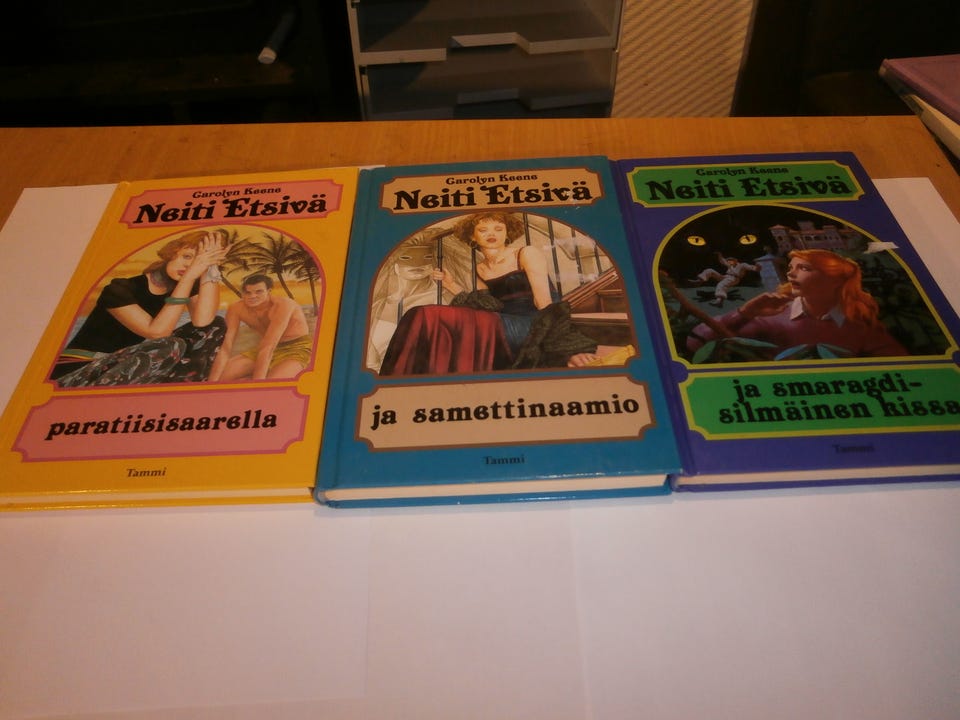 Carolyn Keene
Neiti Etsivä
paratiisisaarella
Tammi
Carolyn Keene
Neiti Etsivä
ja samettinaamio
Tammi
Carolyn Keene
Neiti Etsivä
ja smaragdi-
silmäinen kissa
Tammi